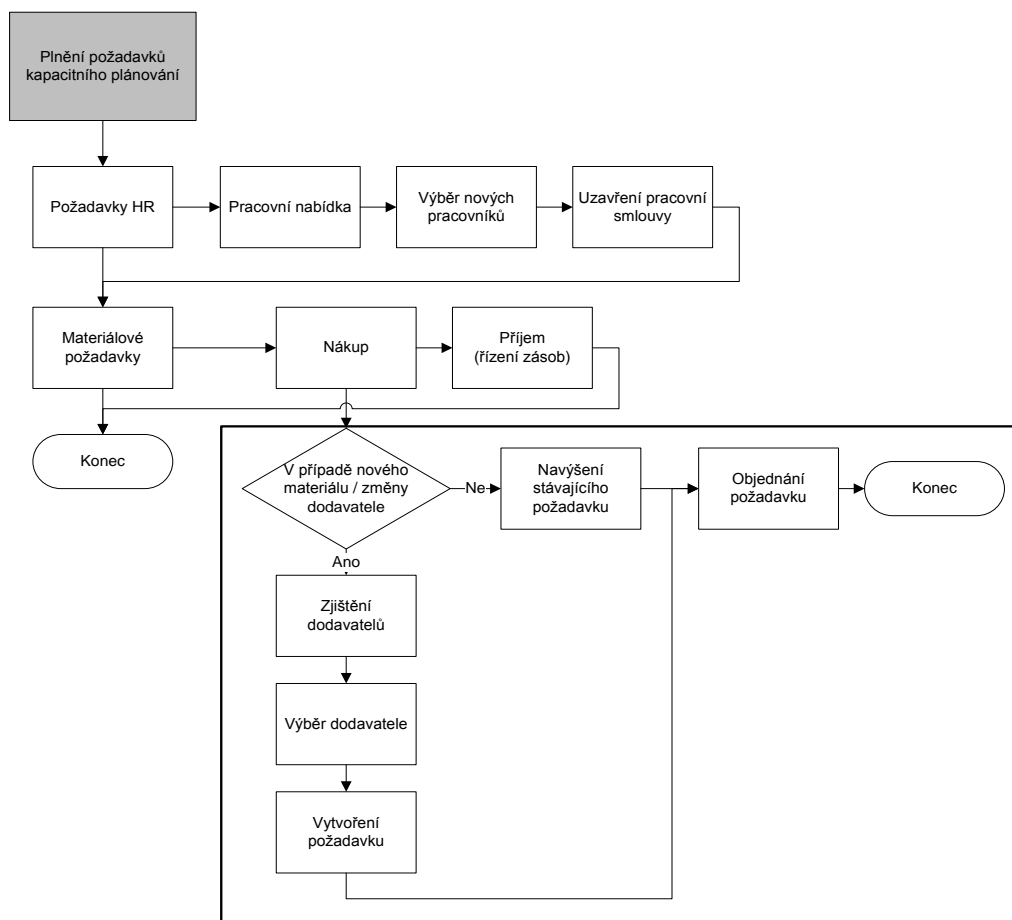 Plnění požadavků
kapacitního plánování
Požadavky HR
Pracovní nabídka
Výběr nových
pracovníků
Uzavření pracovní
smlouvy
Materiálové
požadavky
Nákup
Příjem
(řízení zásob)
Konec
V případě nového
materiálu / změny
dodavatele
Ne
Navýšení
stávajícího
požadavku
Objednání
požadavku
Konec
Ano
Zjištění
dodavatelů
Výběr dodavatele
Vytvoření
požadavku